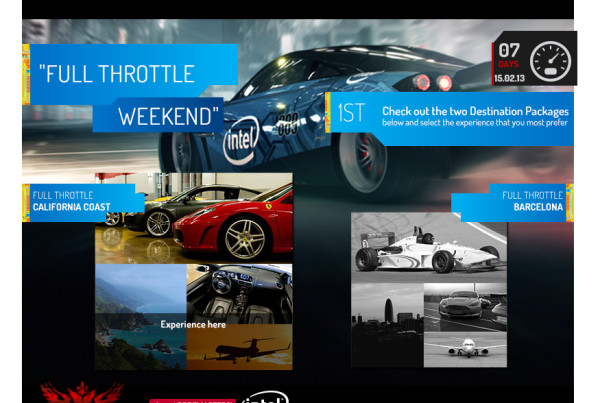 "FULL THROTTLE
WEEKEND"
07
DAYS
15.02.13
1ST
Check out the two Destination Packages
below and select the experience that you most prefer
intel
FULL THROTTLE
CALIFORNIA COAST
FULL THROTTLE
BARCELONA
Experience here
(intel)